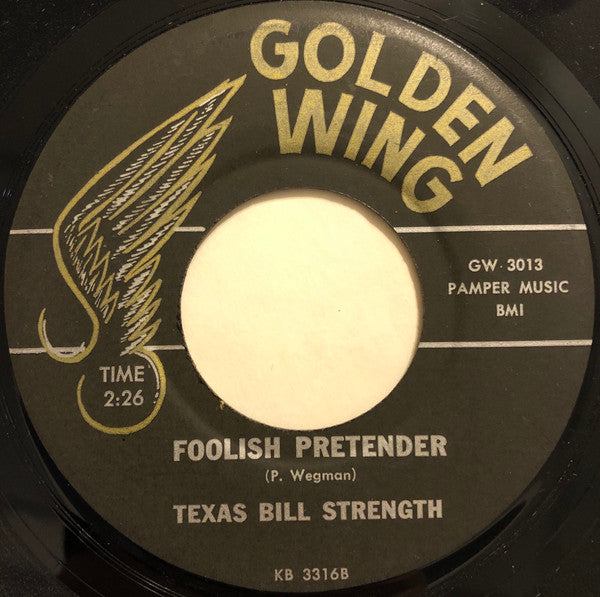 GOLDEN
WING
GW-3013
PAMPER MUSIC
BMI
TIME
2:26
FOOLISH PRETENDER
(P. Wegman)
TEXAS BILL STRENGTH
KB 3316B